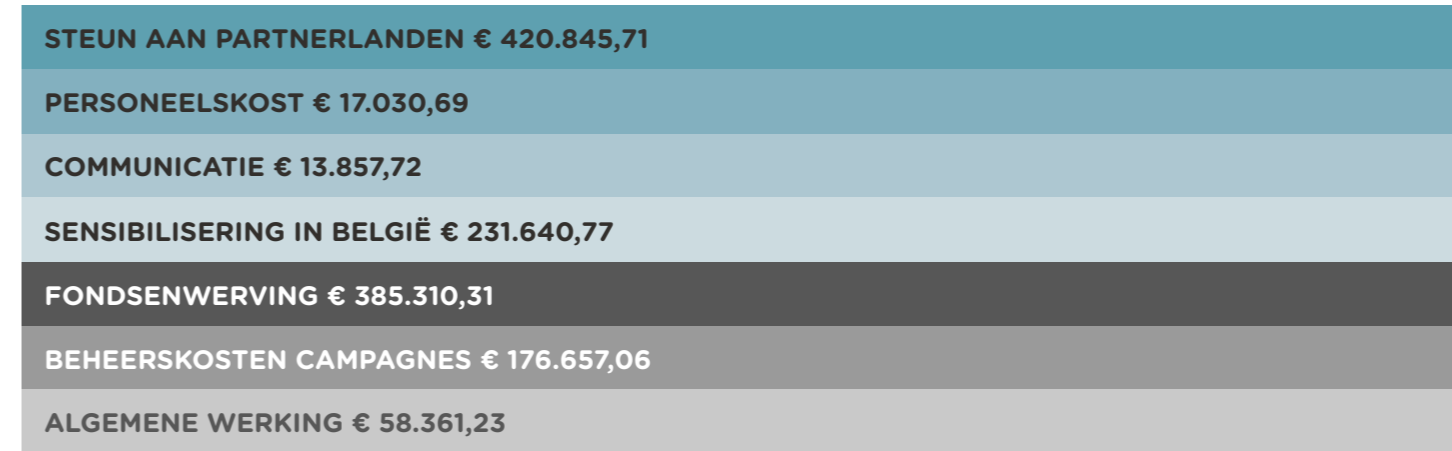 STEUN AAN PARTNERLANDEN € 420.845,71
PERSONEELSKOST € 17.030,69
COMMUNICATIE € 13.857,72
SENSIBILISERING IN BELGIË € 231.640,77
FONDSENWERVING € 385.310,31
BEHEERSKOSTEN CAMPAGNES € 176.657,06
ALGEMENE WERKING € 58.361,23